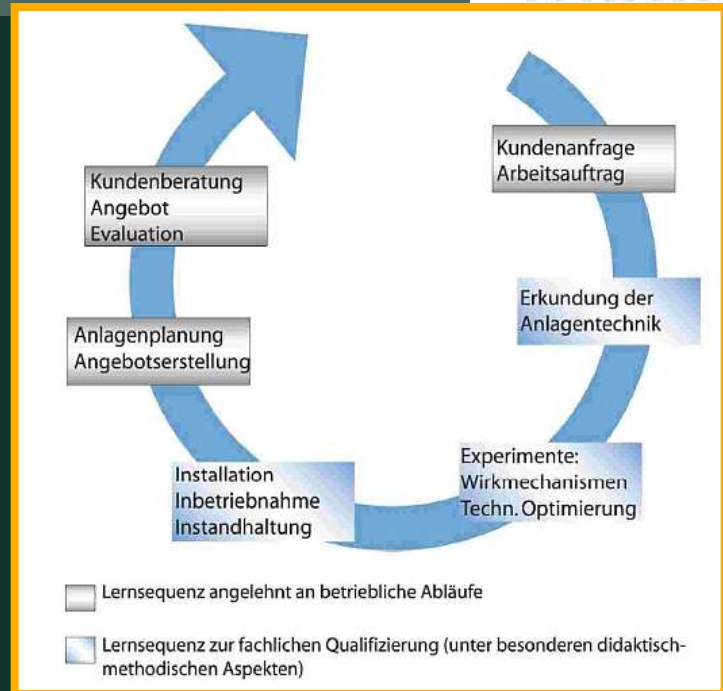 Kundenanfrage
Arbeitsauftrag
Erkundung der
Anlagentechnik
Experimente:
Wirkmechanismen
Techn. Optimierung
Installation
Inbetriebnahme
Instandhaltung
Anlagenplanung
Angebotserstellung
Kundenberatung
Angebot
Evaluation
Lernsequenz angelehnt an betriebliche Abläufe
Lernsequenz zur fachlichen Qualifizierung (unter besonderen didaktisch-
methodischen Aspekten)